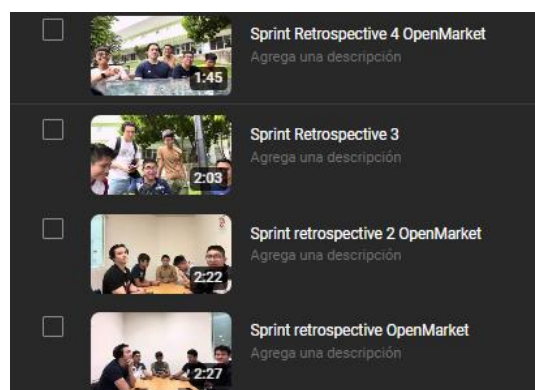 Sprint Retrospective 4 OpenMarket
Agrega una descripción
1:45
Sprint Retrospective 3
Agrega una descripción
2:03
Sprint retrospective 2 OpenMarket
Agrega una descripción
2:22
Sprint retrospective OpenMarket
Agrega una descripción
2:27